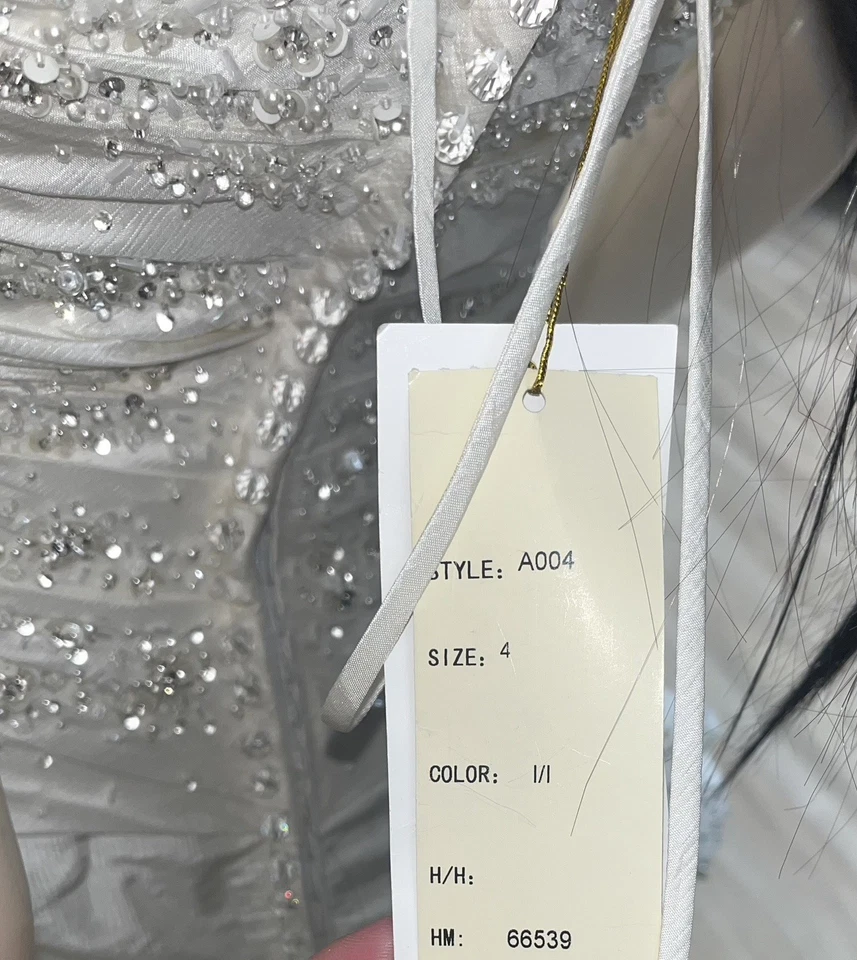 STYLE: A004
SIZE: 4
COLOR: I/I
H/H:
HM: 66539